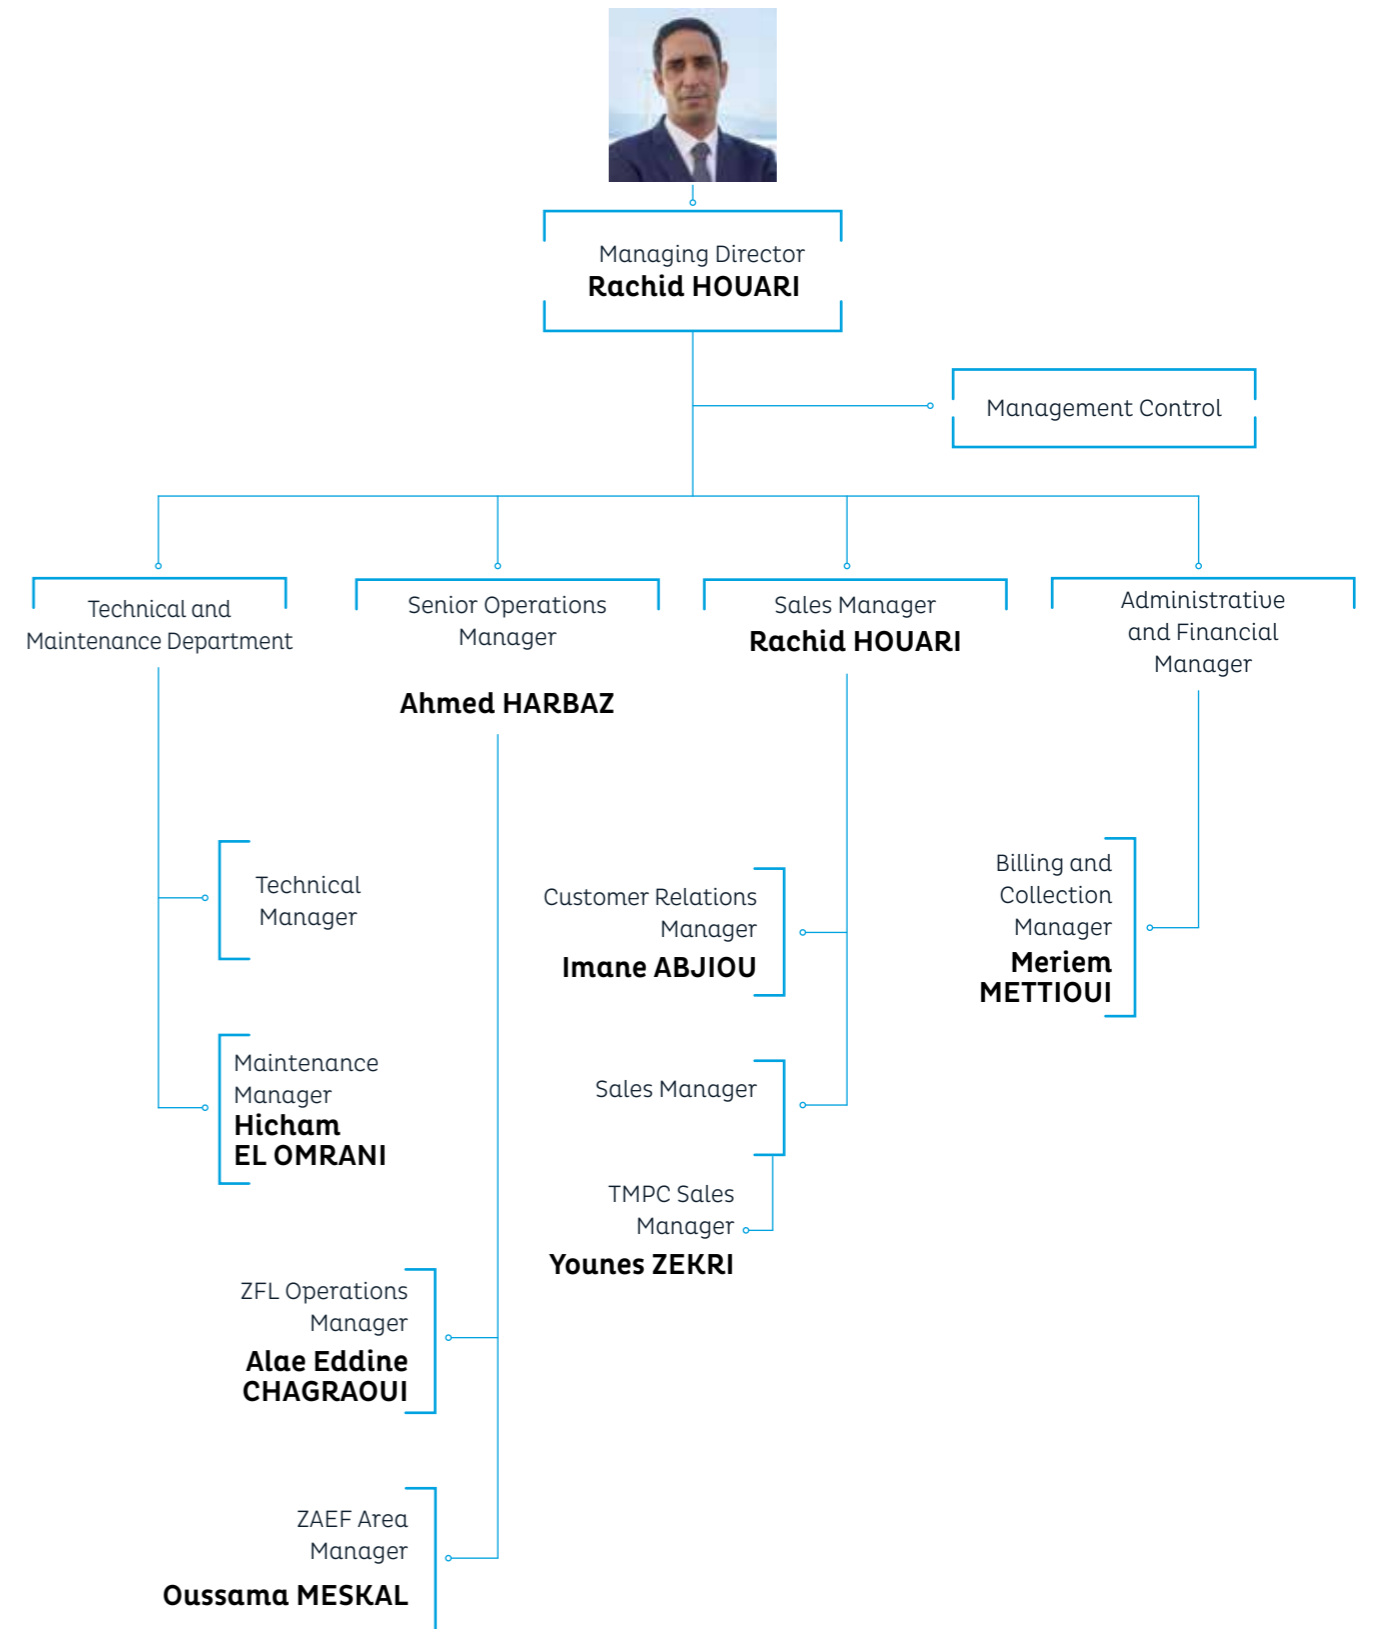 Managing Director
Rachid HOUARI
Management Control
Technical and
Maintenance Department
Senior Operations
Manager
Ahmed HARBAZ
Sales Manager
Rachid HOUARI
Administrative
and Financial
Manager
Technical
Manager
Maintenance
Manager
Hicham
EL OMRANI
Customer Relations
Manager
Imane ABJIOU
Sales Manager
TMPC Sales
Manager
Younes ZEKRI
Billing and
Collection
Manager
Meriem
METTIOUI
ZFL Operations
Manager
Alae Eddine
CHAGRAOUI
ZAEF Area
Manager
Oussama MESKAL